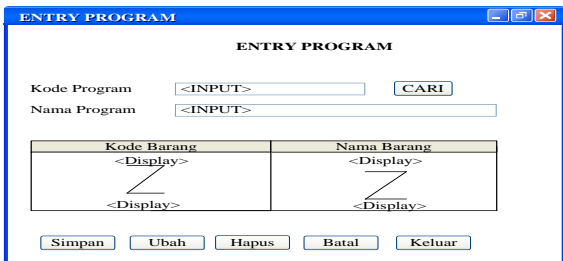 ENTRY PROGRAM
ENTRY PROGRAM
Kode Program <INPUT> CARI
Nama Program <INPUT>
Kode Barang Nama Barang
<Display> <Display>
<Display> <Display>
Simpan Ubah Hapus Batal Keluar